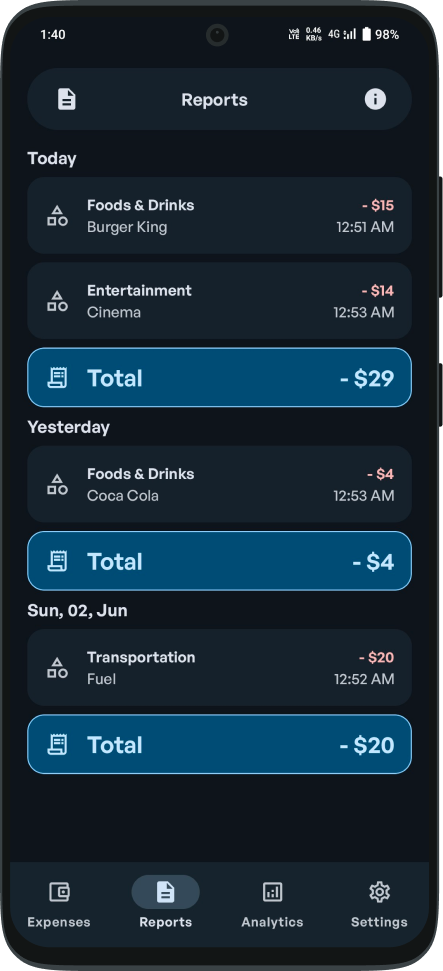 1:40
Vo)) LTE 0.46 KB/s 4G 98%
Reports
Today
Foods & Drinks - $15
Burger King 12:51 AM
Entertainment - $14
Cinema 12:53 AM
Total - $29
Yesterday
Foods & Drinks - $4
Coca Cola 12:53 AM
Total - $4
Sun, 02, Jun
Transportation - $20
Fuel 12:52 AM
Total - $20
Expenses Reports Analytics Settings